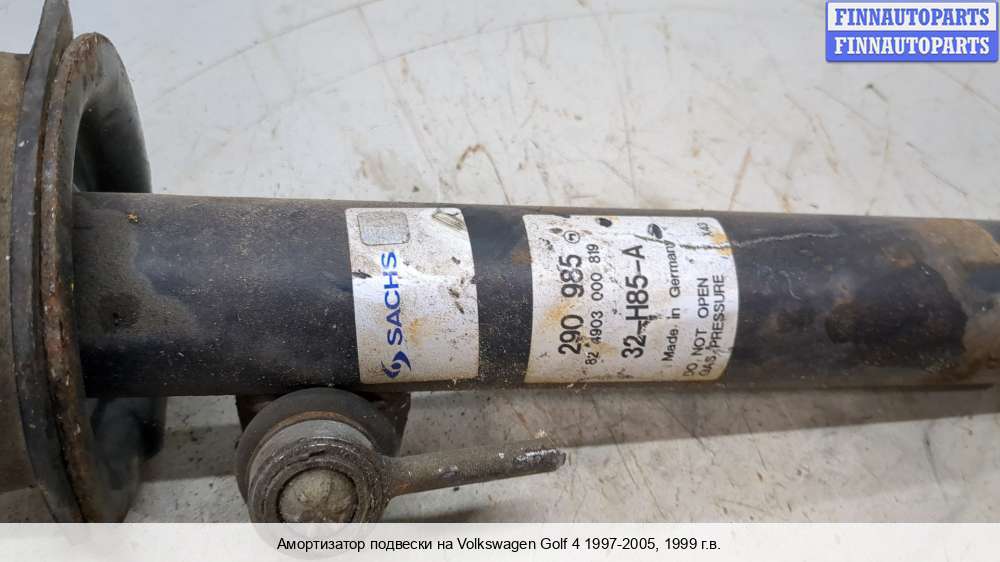 FINNAUTOPARTS
FINNAUTOPARTS
SACHS
290 985
82 4903 000 819
32-H85-A
Made in Germany
DO NOT OPEN
GAS PRESSURE
Амортизатор подвески на Volkswagen Golf 4 1997-2005, 1999 г.в.